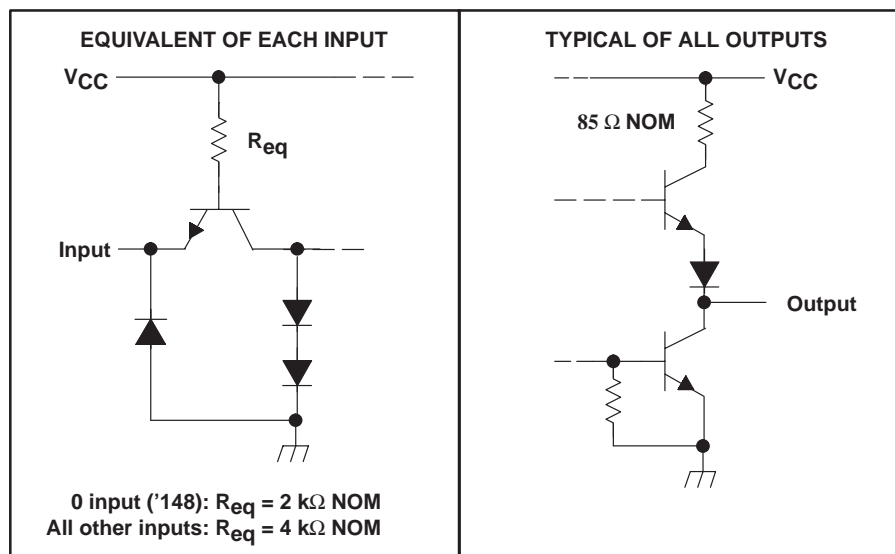 EQUIVALENT OF EACH INPUT
VCC
Req
Input
0 input ('148): Req = 2 kΩ NOM
All other inputs: Req = 4 kΩ NOM
TYPICAL OF ALL OUTPUTS
VCC
85 Ω NOM
Output